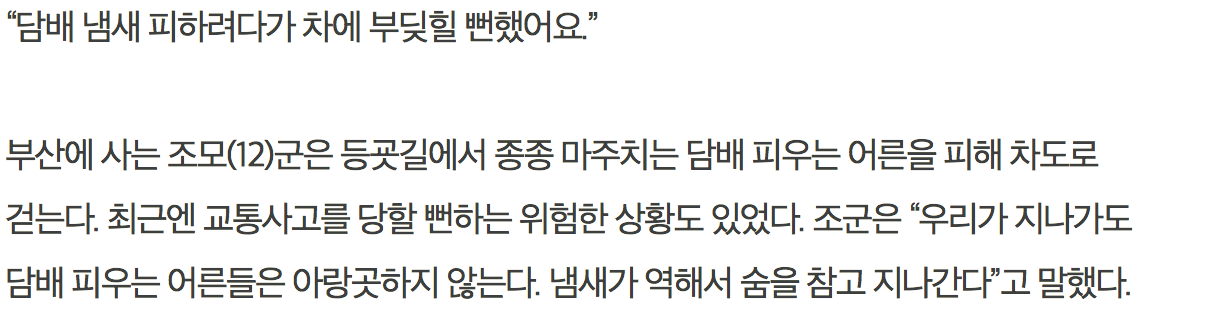 “담배 냄새 피하려다가 차에 부딪힐 뻔했어요.”
부산에 사는 조모(12)군은 등굣길에서 종종 마주치는 담배 피우는 어른을 피해 차도로
걷는다. 최근엔 교통사고를 당할 뻔하는 위험한 상황도 있었다. 조군은 “우리가 지나가도
담배 피우는 어른들은 아랑곳하지 않는다. 냄새가 역해서 숨을 참고 지나간다”고 말했다.